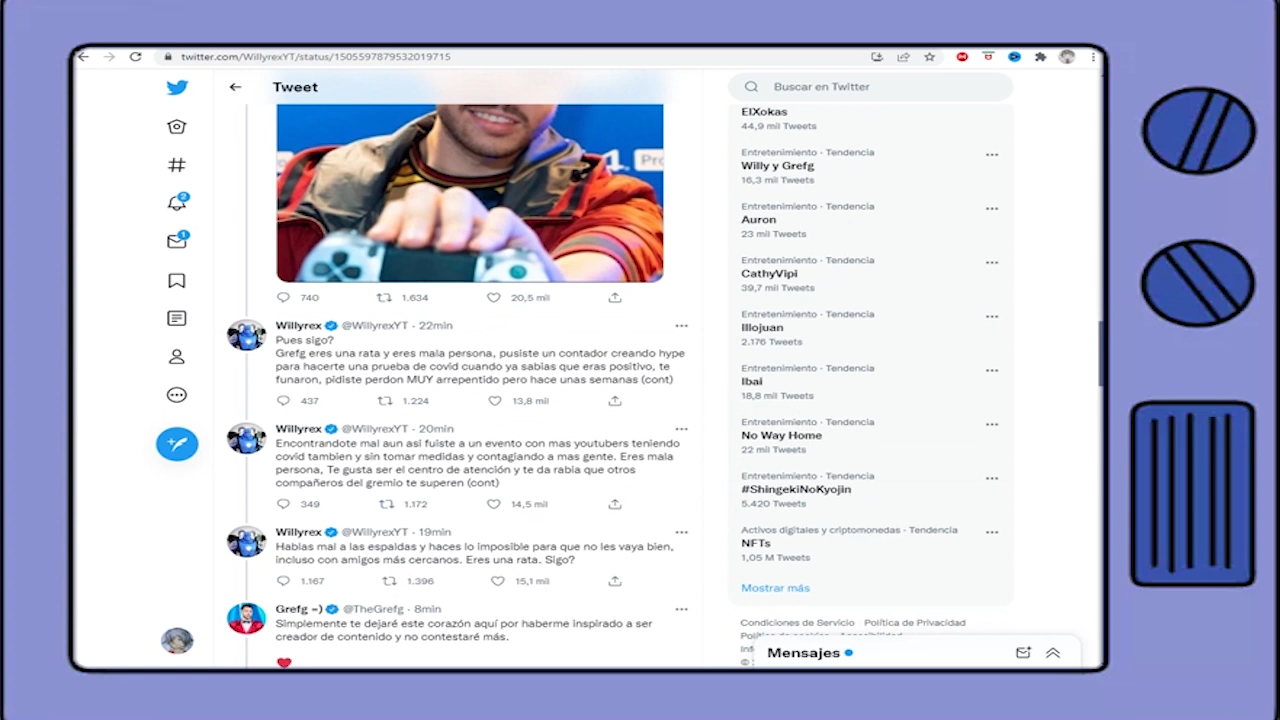 twitter.com/WillyrexYT/status/1505597879532019715
Tweet
Buscar en Twitter
2
1
740 1.634 20,5 mil
Willyrex @WillyrexYT · 22min
Pues sigo?
Grefg eres una rata y eres mala persona, pusiste un contador creando hype
para hacerte una prueba de covid cuando ya sabias que eras positivo, te
funaron, pidiste perdon MUY arrepentido pero hace unas semanas (cont)
437 1.224 13,8 mil
Willyrex @WillyrexYT · 20min
Encontrandote mal aun asi fuiste a un evento con mas youtubers teniendo
covid tambien y sin tomar medidas y contagiando a mas gente. Eres mala
persona, Te gusta ser el centro de atención y te da rabia que otros
compañeros del gremio te superen (cont)
349 1.172 14,5 mil
Willyrex @WillyrexYT · 19min
Hablas mal a las espaldas y haces lo imposible para que no les vaya bien,
incluso con amigos más cercanos. Eres una rata. Sigo?
1.167 1.396 15,1 mil
Grefg =) @TheGrefg · 8min
Simplemente te dejaré este corazón aquí por haberme inspirado a ser
creador de contenido y no contestaré más.
ElXokas
44,9 mil Tweets
Entretenimiento · Tendencia
Willy y Grefg
16,3 mil Tweets
Entretenimiento · Tendencia
Auron
23 mil Tweets
Entretenimiento · Tendencia
CathyVipi
39,7 mil Tweets
Entretenimiento · Tendencia
Illojuan
2.176 Tweets
Entretenimiento · Tendencia
Ibai
18,8 mil Tweets
Entretenimiento · Tendencia
No Way Home
22 mil Tweets
Entretenimiento · Tendencia
#ShingekiNoKyojin
5.420 Tweets
Activos digitales y criptomonedas · Tendencia
NFTs
1,05 M Tweets
Mostrar más
Condiciones de Servicio Política de Privacidad
Mensajes